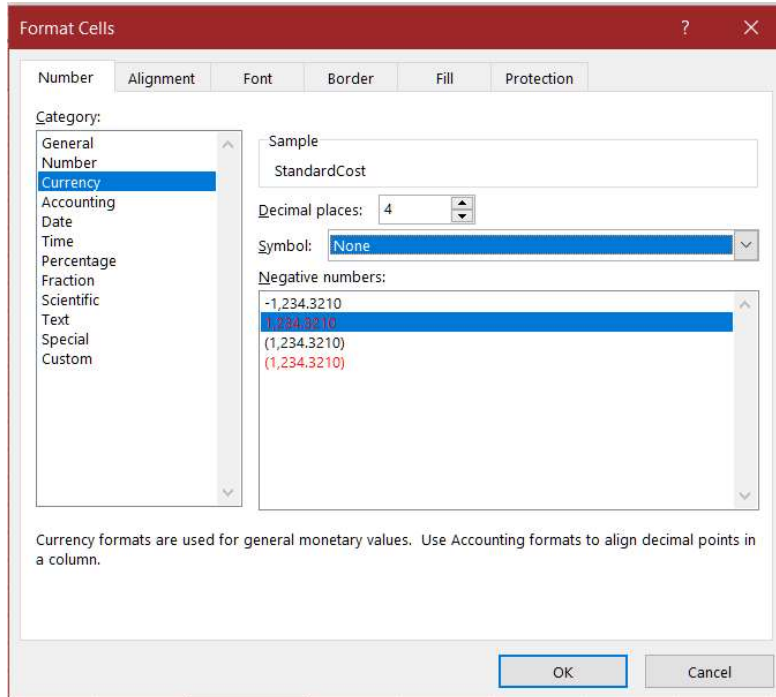 Format Cells ?
Number Alignment Font Border Fill Protection
Category:
General
Number
Currency
Accounting
Date
Time
Percentage
Fraction
Scientific
Text
Special
Custom
Sample
StandardCost
Decimal places: 4
Symbol: None
Negative numbers:
-1,234.3210
1,234.3210
(1,234.3210)
(1,234.3210)
Currency formats are used for general monetary values. Use Accounting formats to align decimal points in
a column.
OK Cancel